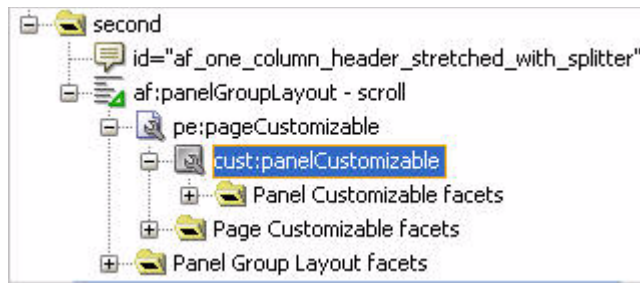 second
id="af_one_column_header_stretched_with_splitter"
af:panelGroupLayout - scroll
pe:pageCustomizable
cust:panelCustomizable
Panel Customizable facets
Page Customizable facets
Panel Group Layout facets